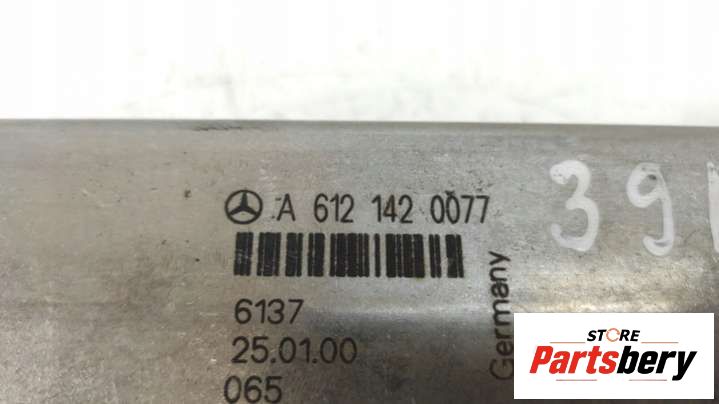 A 612 142 0077
6137
25.01.00
065
Germany
39
STORE
Partsbery